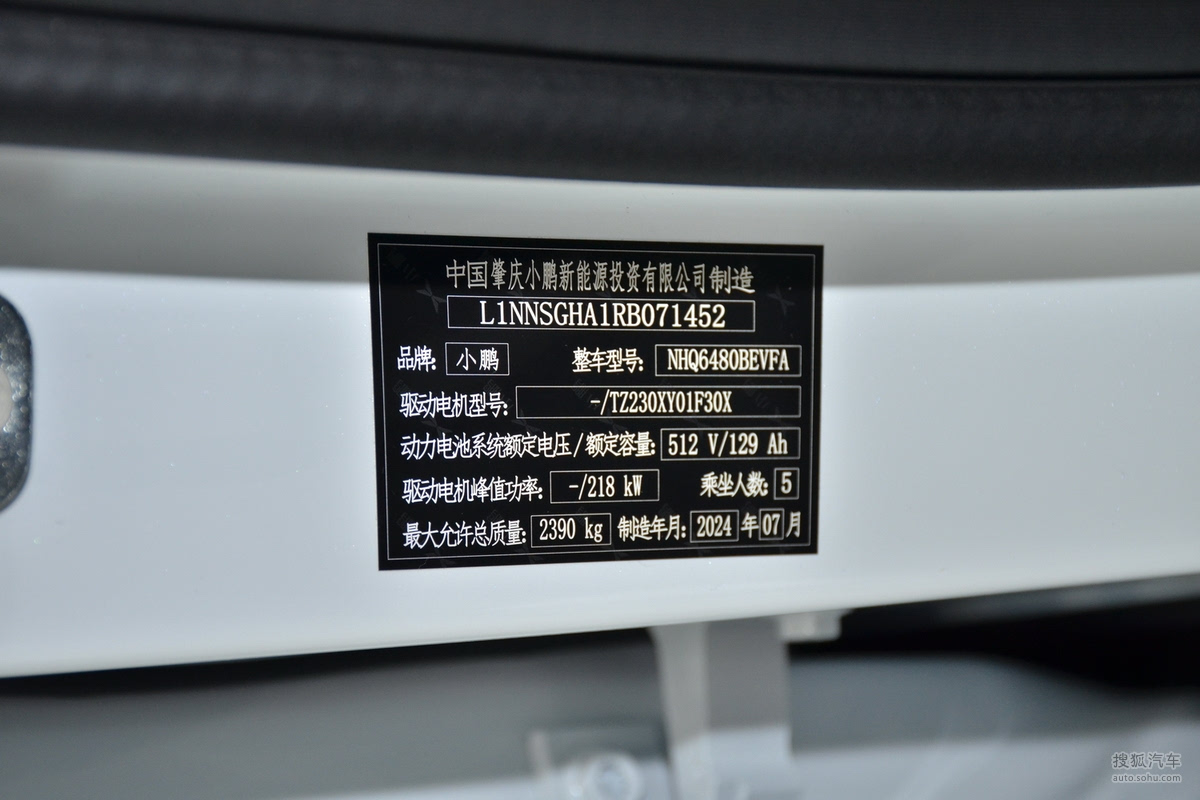 中国肇庆小鹏新能源投资有限公司制造
L1NNSGHA1RB071452
品牌: 小鹏 整车型号: NHQ6480BEVFA
驱动电机型号: -/TZ230XY01F30X
动力电池系统额定电压/额定容量: 512 V/129 Ah
驱动电机峰值功率: -/218 kW 乘坐人数: 5
最大允许总质量: 2390 kg 制造年月: 2024 年 07 月
搜狐汽车
auto.sohu.com